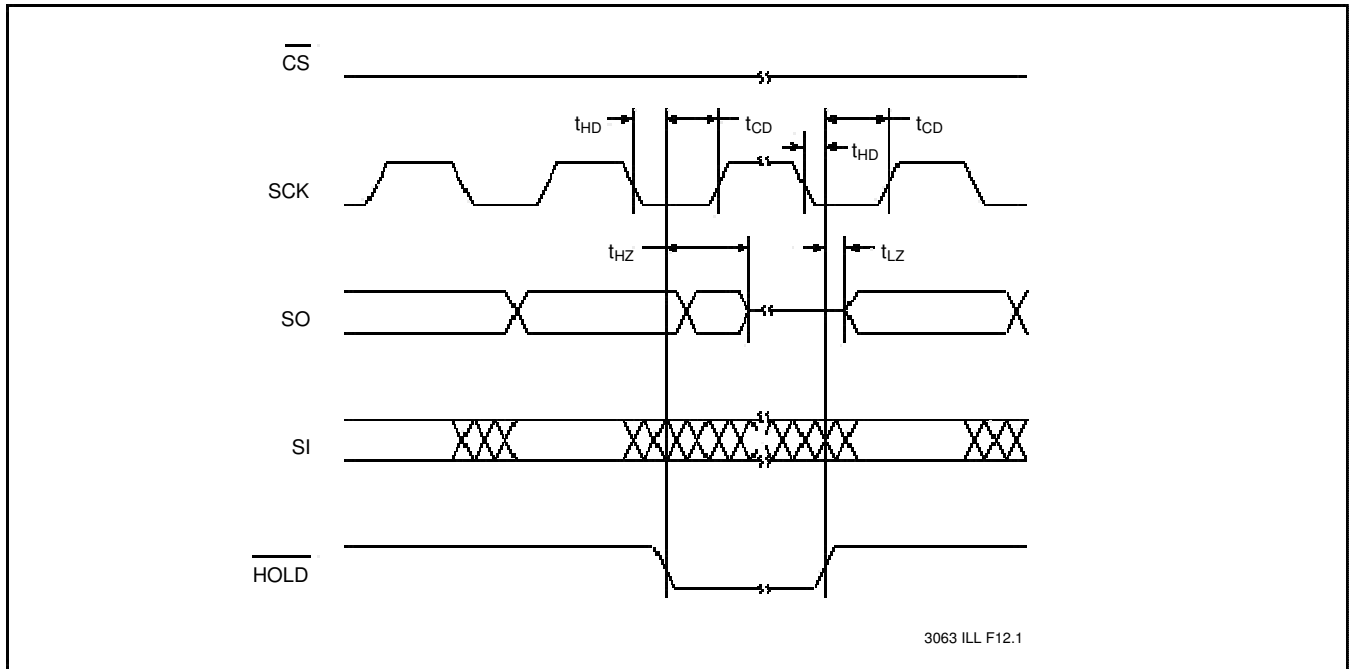 CS
tHD
tCD
tCD
tHD
SCK
tHZ
tLZ
SO
SI
HOLD
3063 ILL F12.1